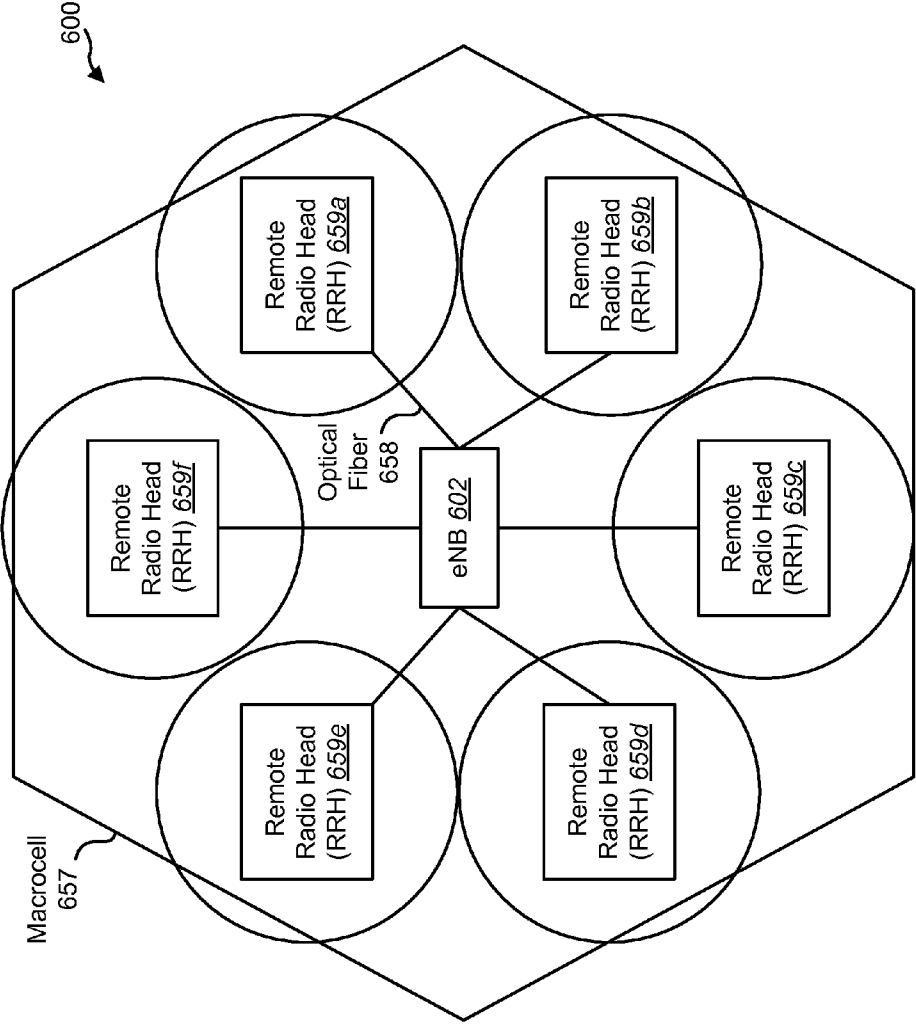 600
Macrocell
657
Remote
Radio Head
(RRH) 659f
Remote
Radio Head
(RRH) 659a
Remote
Radio Head
(RRH) 659e
Optical
Fiber
658
eNB 602
Remote
Radio Head
(RRH) 659b
Remote
Radio Head
(RRH) 659d
Remote
Radio Head
(RRH) 659c